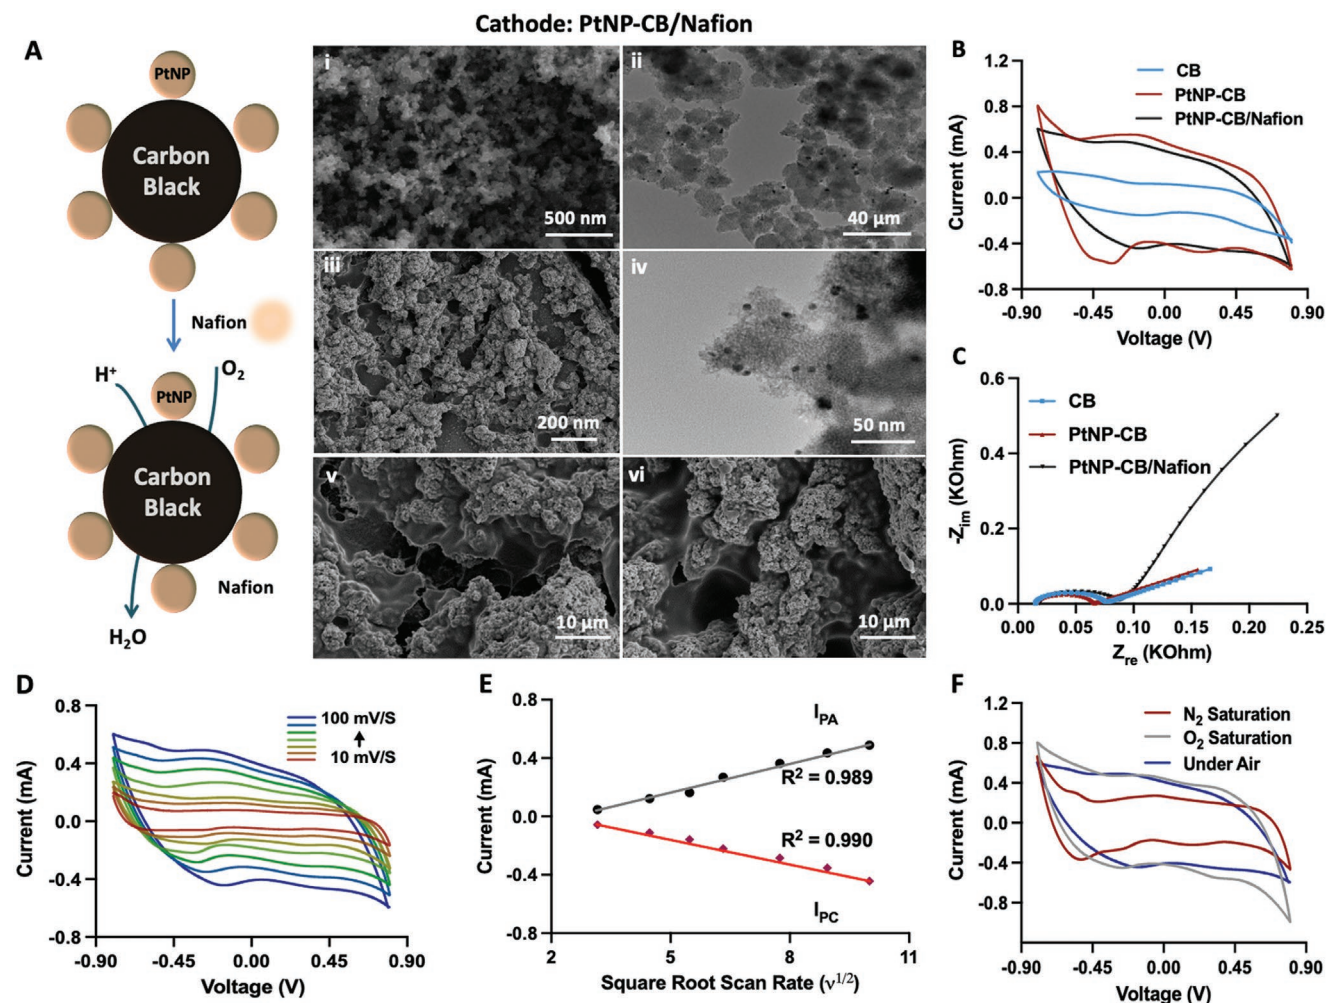 Cathode: PtNP-CB/Nafion
A
PtNP
Carbon
Black
Nafion
H⁺
O₂
PtNP
Carbon
Black
Nafion
H₂O
i
500 nm
ii
40 µm
iii
200 nm
iv
50 nm
v
10 µm
vi
10 µm
B
CB
PtNP-CB
PtNP-CB/Nafion
Current (mA)
1.2
0.8
0.4
0.0
-0.4
-0.8
-0.90
-0.45
0.00
0.45
0.90
Voltage (V)
C
CB
PtNP-CB
PtNP-CB/Nafion
-Zim (KOhm)
0.6
0.4
0.2
0.0
0.00
0.05
0.10
0.15
0.20
0.25
Zre (KOhm)
D
100 mV/S
10 mV/S
Current (mA)
0.8
0.4
0.0
-0.4
-0.8
-0.90
-0.45
0.00
0.45
0.90
Voltage (V)
E
IPA
R² = 0.989
R² = 0.990
IPC
Current (mA)
0.8
0.4
0.0
-0.4
-0.8
2
5
8
11
Square Root Scan Rate (ν¹/²)
F
N₂ Saturation
O₂ Saturation
Under Air
Current (mA)
1.2
0.8
0.4
0.0
-0.4
-0.8
-0.90
-0.45
0.00
0.45
0.90
Voltage (V)